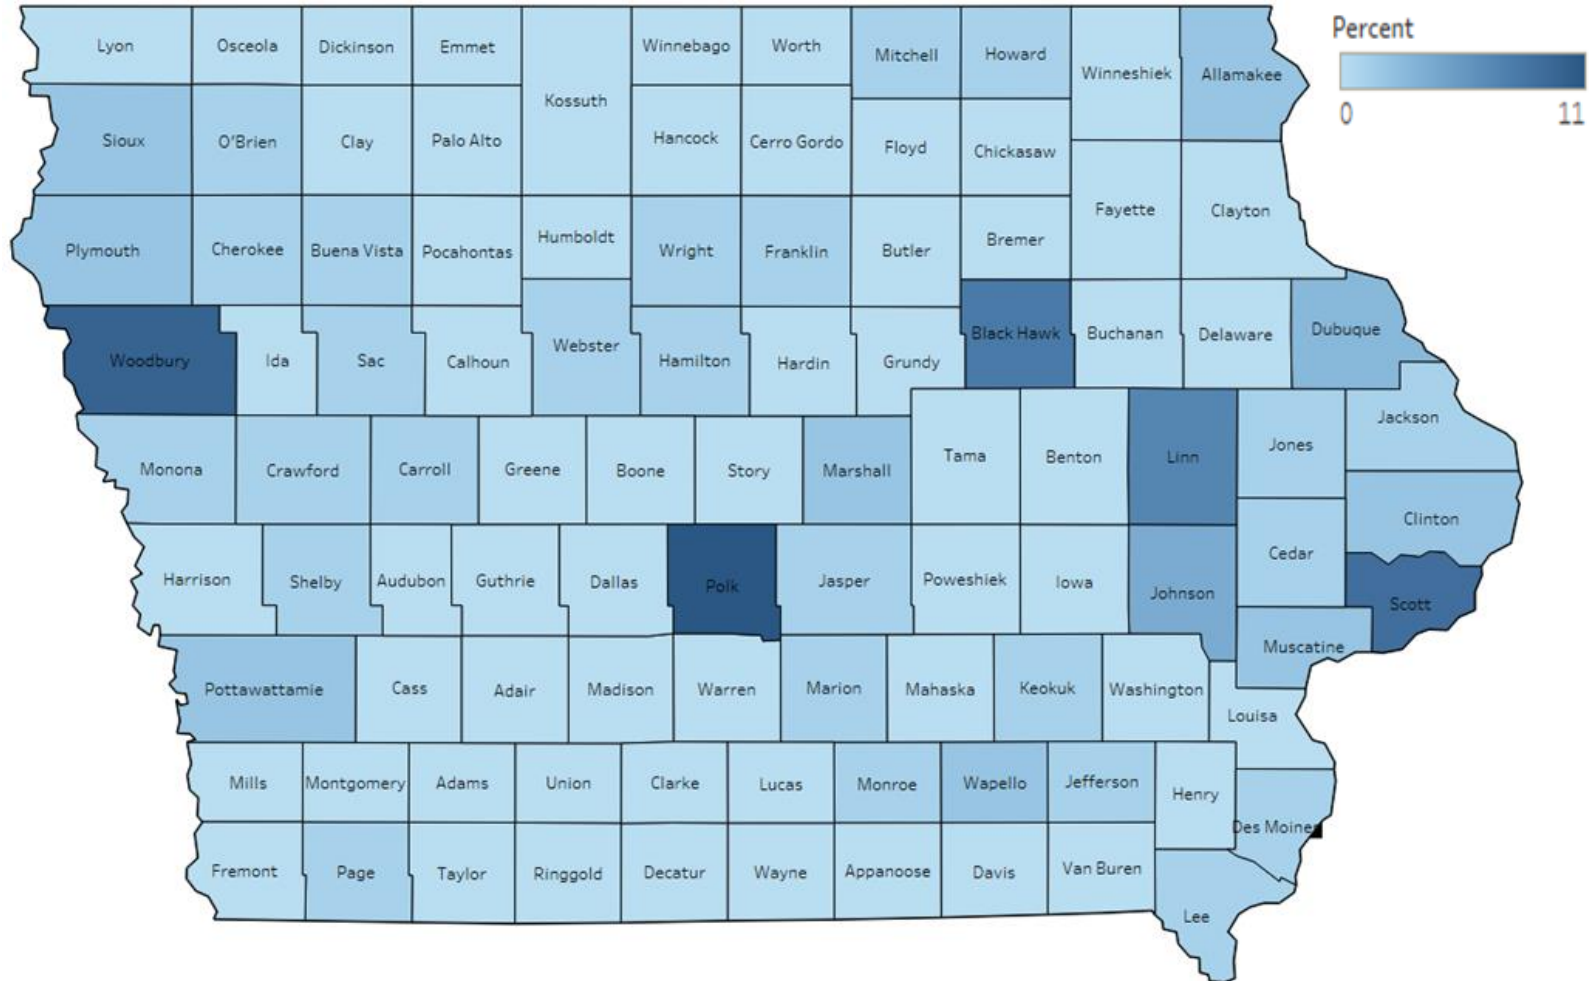 Percent
0 11
Lyon
Osceola
Dickinson
Emmet
Kossuth
Winnebago
Worth
Mitchell
Howard
Winneshiek
Allamakee
Sioux
O'Brien
Clay
Palo Alto
Hancock
Cerro Gordo
Floyd
Chickasaw
Plymouth
Cherokee
Buena Vista
Pocahontas
Humboldt
Wright
Franklin
Butler
Bremer
Fayette
Clayton
Woodbury
Ida
Sac
Calhoun
Webster
Hamilton
Hardin
Grundy
Black Hawk
Buchanan
Delaware
Dubuque
Monona
Crawford
Carroll
Greene
Boone
Story
Marshall
Tama
Benton
Linn
Jones
Jackson
Clinton
Harrison
Shelby
Audubon
Guthrie
Dallas
Polk
Jasper
Poweshiek
Iowa
Johnson
Cedar
Scott
Muscatine
Pottawattamie
Cass
Adair
Madison
Warren
Marion
Mahaska
Keokuk
Washington
Louisa
Mills
Montgomery
Adams
Union
Clarke
Lucas
Monroe
Wapello
Jefferson
Henry
Des Moines
Fremont
Page
Taylor
Ringgold
Decatur
Wayne
Appanoose
Davis
Van Buren
Lee